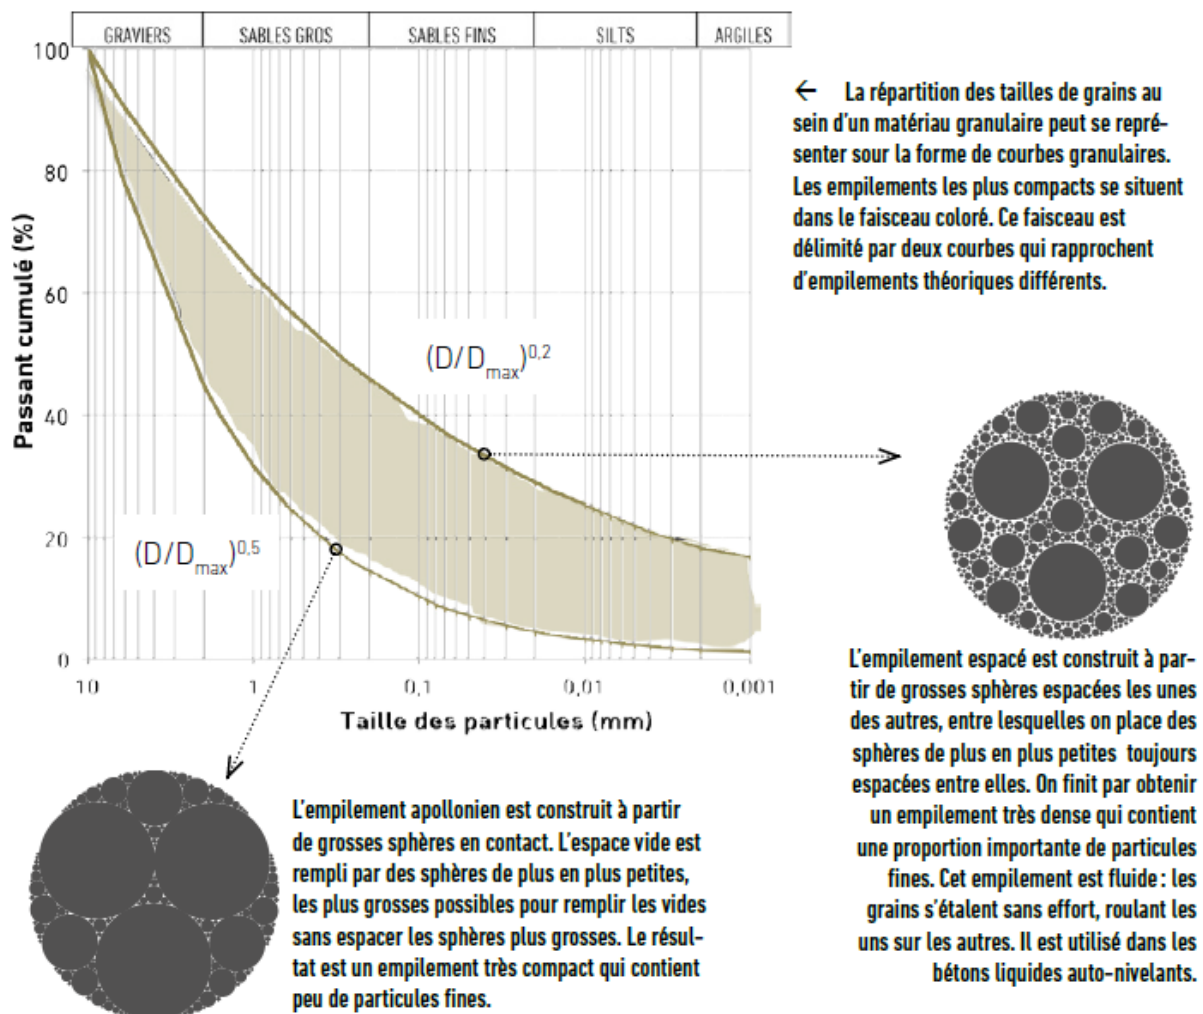 GRAVIERS SABLES GROS SABLES FINS SILTS ARGILES
100
80
60
40
20
0
Passant cumulé (%)
10 1 0,1 0,01 0,001
Taille des particules (mm)
(D/Dmax)0,2
(D/Dmax)0,5
← La répartition des tailles de grains au
sein d'un matériau granulaire peut se repré-
senter sour la forme de courbes granulaires.
Les empilements les plus compacts se situent
dans le faisceau coloré. Ce faisceau est
délimité par deux courbes qui rapprochent
d'empilements théoriques différents.
L'empilement espacé est construit à par-
tir de grosses sphères espacées les unes
des autres, entre lesquelles on place des
sphères de plus en plus petites toujours
espacées entre elles. On finit par obtenir
un empilement très dense qui contient
une proportion importante de particules
fines. Cet empilement est fluide : les
grains s'étalent sans effort, roulant les
uns sur les autres. Il est utilisé dans les
bétons liquides auto-nivelants.
L'empilement apollonien est construit à partir
de grosses sphères en contact. L'espace vide est
rempli par des sphères de plus en plus petites,
les plus grosses possibles pour remplir les vides
sans espacer les sphères plus grosses. Le résul-
tat est un empilement très compact qui contient
peu de particules fines.